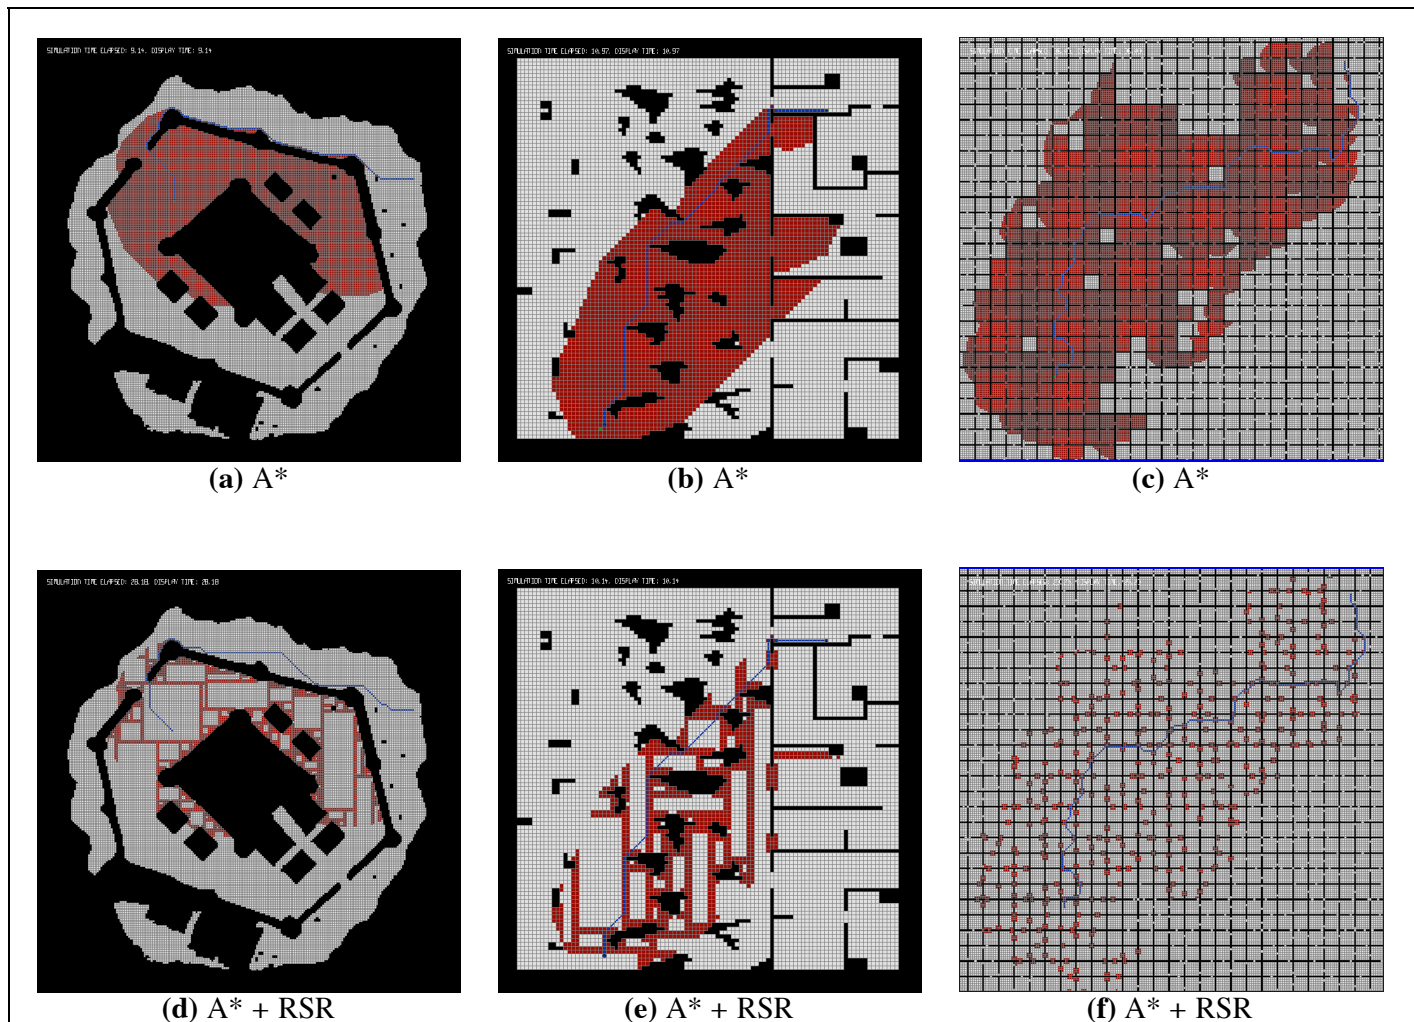 SIMULATION TIME ELAPSED: 9.14, DISPLAY TIME: 9.14
SIMULATION TIME ELAPSED: 10.97, DISPLAY TIME: 10.97
(a) A*
(b) A*
(c) A*
SIMULATION TIME ELAPSED: 28.18, DISPLAY TIME: 28.18
SIMULATION TIME ELAPSED: 10.14, DISPLAY TIME: 10.14
(d) A* + RSR
(e) A* + RSR
(f) A* + RSR